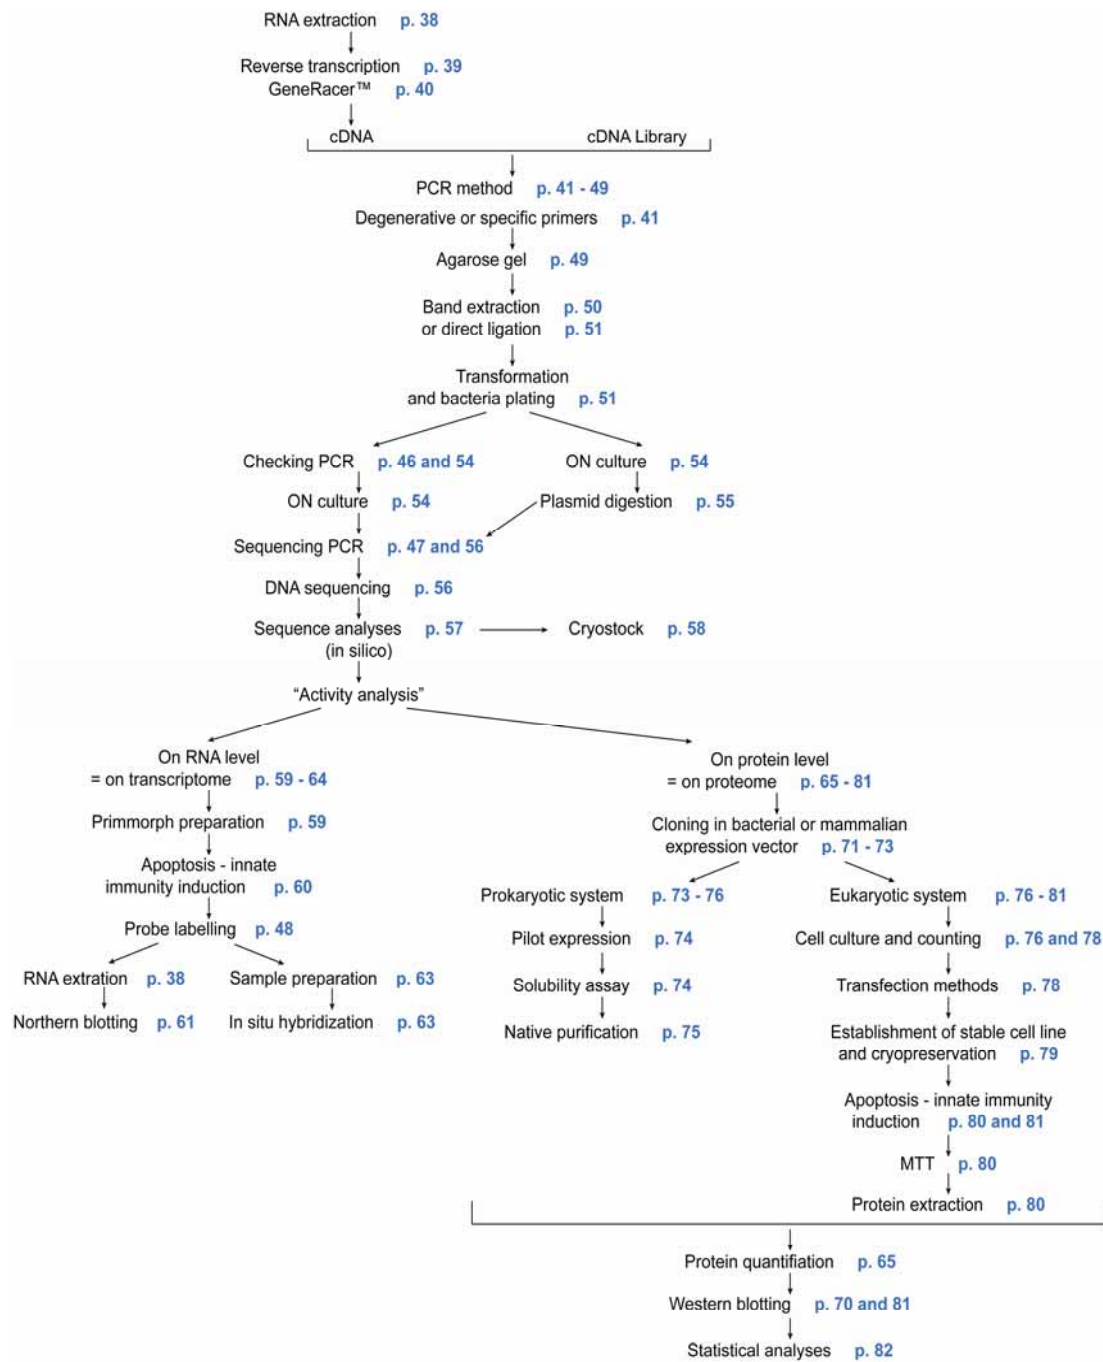 RNA extraction p. 38
Reverse transcription p. 39
GeneRacer™ p. 40
cDNA cDNA Library
PCR method p. 41 - 49
Degenerative or specific primers p. 41
Agarose gel p. 49
Band extraction p. 50
or direct ligation p. 51
Transformation
and bacteria plating p. 51
Checking PCR p. 46 and 54 ON culture p. 54
ON culture p. 54 Plasmid digestion p. 55
Sequencing PCR p. 47 and 56
DNA sequencing p. 56
Sequence analyses p. 57 Cryostock p. 58
(in silico)
“Activity analysis”
On RNA level
= on transcriptome p. 59 - 64
Primmorph preparation p. 59
Apoptosis - innate
immunity induction p. 60
Probe labelling p. 48
RNA extration p. 38 Sample preparation p. 63
Northern blotting p. 61 In situ hybridization p. 63
On protein level
= on proteome p. 65 - 81
Cloning in bacterial or mammalian
expression vector p. 71 - 73
Prokaryotic system p. 73 - 76 Eukaryotic system p. 76 - 81
Pilot expression p. 74 Cell culture and counting p. 76 and 78
Solubility assay p. 74 Transfection methods p. 78
Native purification p. 75 Establishment of stable cell line
and cryopreservation p. 79
Apoptosis - innate immunity
induction p. 80 and 81
MTT p. 80
Protein extraction p. 80
Protein quantifiation p. 65
Western blotting p. 70 and 81
Statistical analyses p. 82